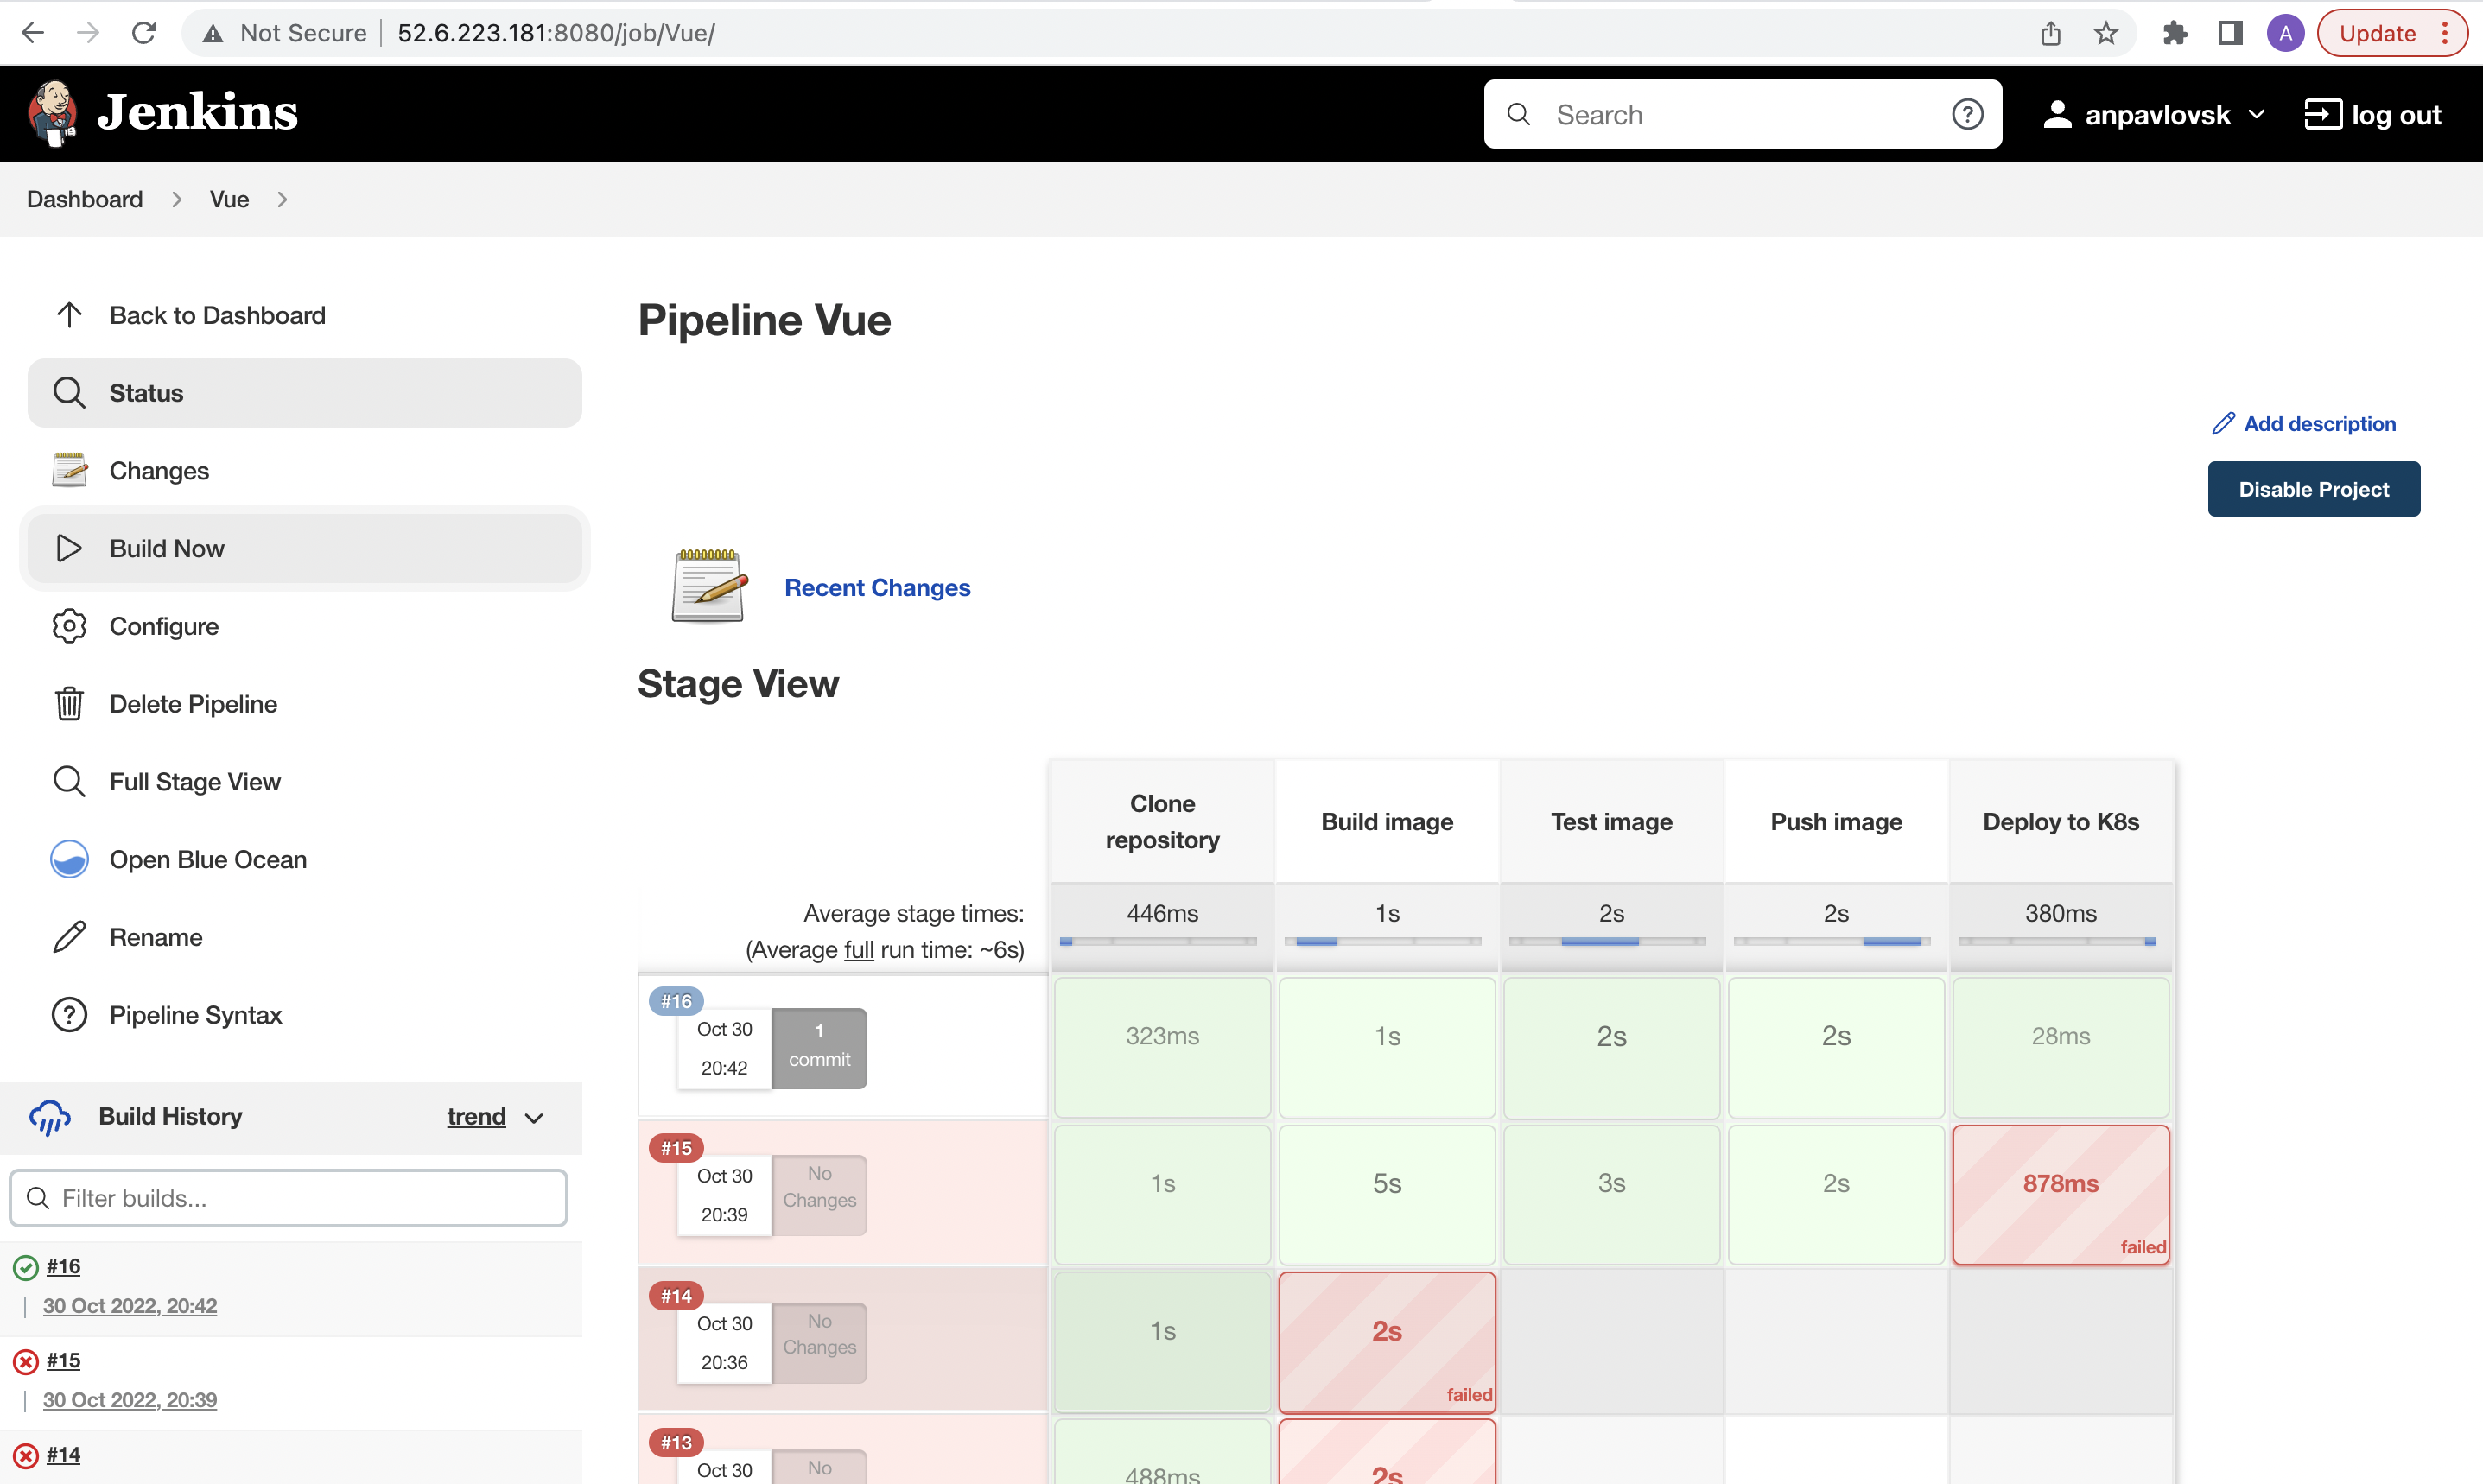 Not Secure 52.6.223.181:8080/job/Vue/ A Update
Jenkins Search anpavlovsk log out
Dashboard Vue
Back to Dashboard
Status
Changes
Build Now
Configure
Delete Pipeline
Full Stage View
Open Blue Ocean
Rename
Pipeline Syntax
Build History trend
Filter builds...
#16
30 Oct 2022, 20:42
#15
30 Oct 2022, 20:39
#14
Pipeline Vue
Add description
Disable Project
Recent Changes
Stage View
Clone
repository
Build image
Test image
Push image
Deploy to K8s
Average stage times:
(Average full run time: ~6s)
446ms
1s
2s
2s
380ms
#16
Oct 30
20:42
1
commit
323ms
1s
2s
2s
28ms
#15
Oct 30
20:39
No
Changes
1s
5s
3s
2s
878ms
failed
#14
Oct 30
20:36
No
Changes
1s
2s
failed
#13
Oct 30
No
488ms
2s